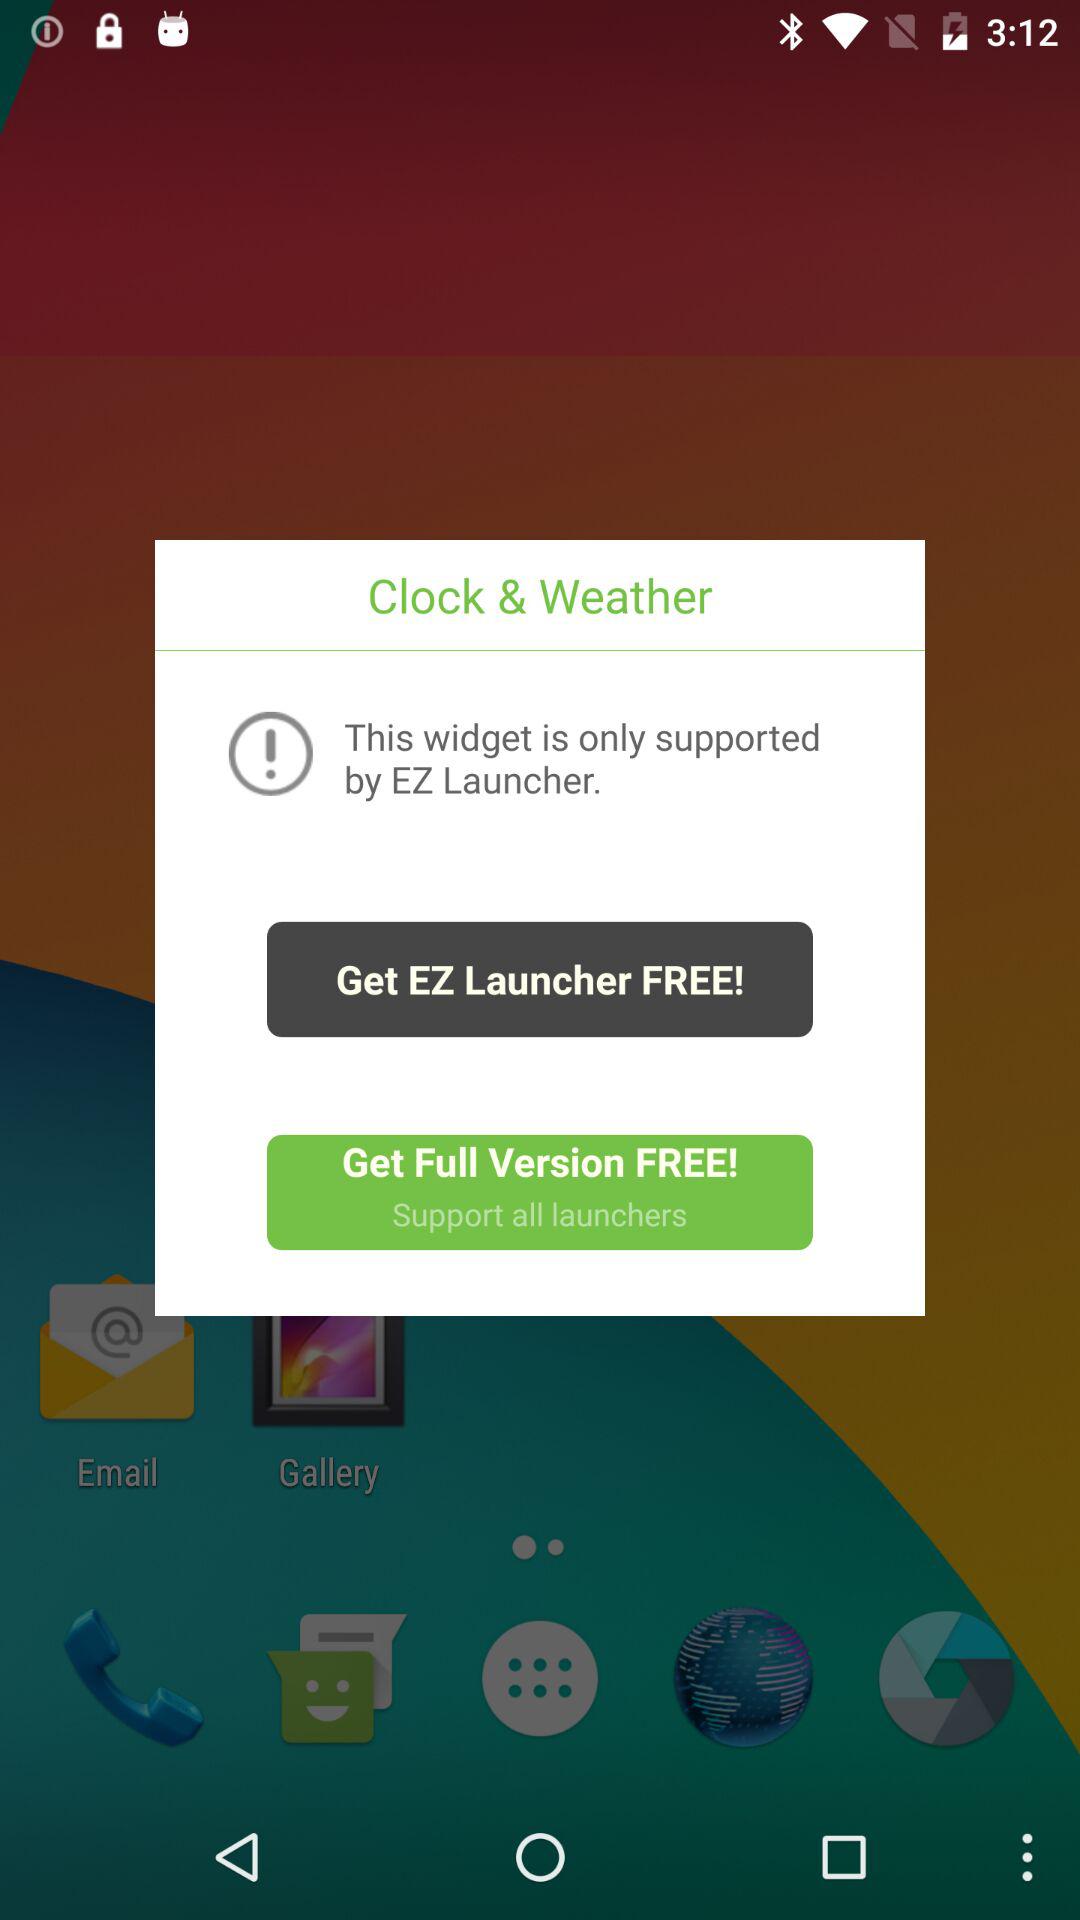 3:12
Clock & Weather
This widget is only supported
by EZ Launcher.
Get EZ Launcher FREE!
Get Full Version FREE!
Support all launchers
@
Email
Gallery